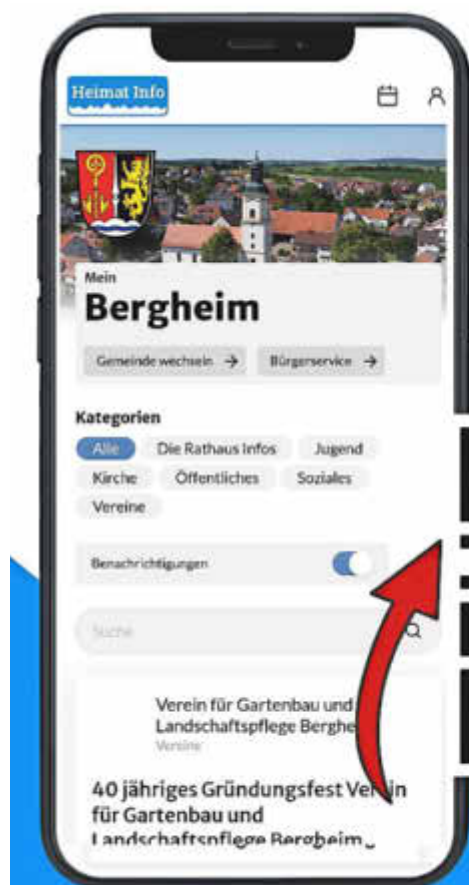 Heimat Info
Mein
Bergheim
Gemeinde wechseln →
Bürgerservice →
Kategorien
Alle
Die Rathaus Infos
Jugend
Kirche
Öffentliches
Soziales
Vereine
Benachrichtigungen
Suche
Verein für Gartenbau und
Landschaftspflege Berghe
Vereine
40 jähriges Gründungsfest Verein
für Gartenbau und
Landschaftspflege Bergheim